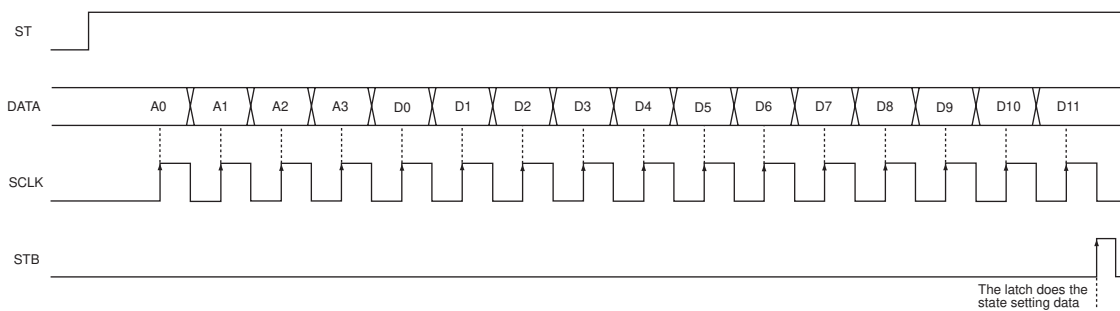 ST
DATA A0 A1 A2 A3 D0 D1 D2 D3 D4 D5 D6 D7 D8 D9 D10 D11
SCLK
STB
The latch does the
state setting data